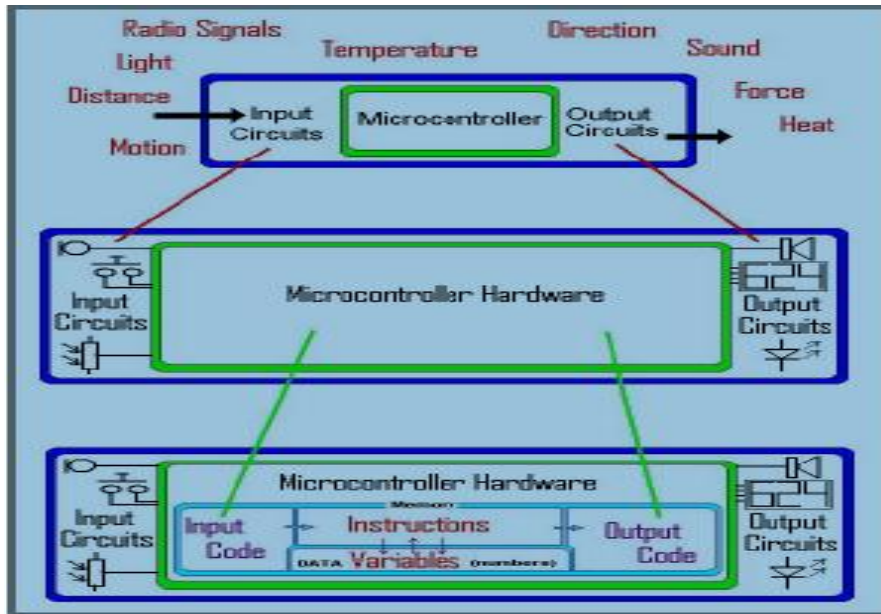 Radio Signals
Temperature
Direction
Light
Sound
Distance
Force
Input
Circuits
Microcontroller
Output
Circuits
Heat
Motion
Microcontroller Hardware
Input
Circuits
624
Output
Circuits
Microcontroller Hardware
Memory
Input
Circuits
Input
Code
Instructions
Output
Code
DATA Variables (numbers)
624
Output
Circuits